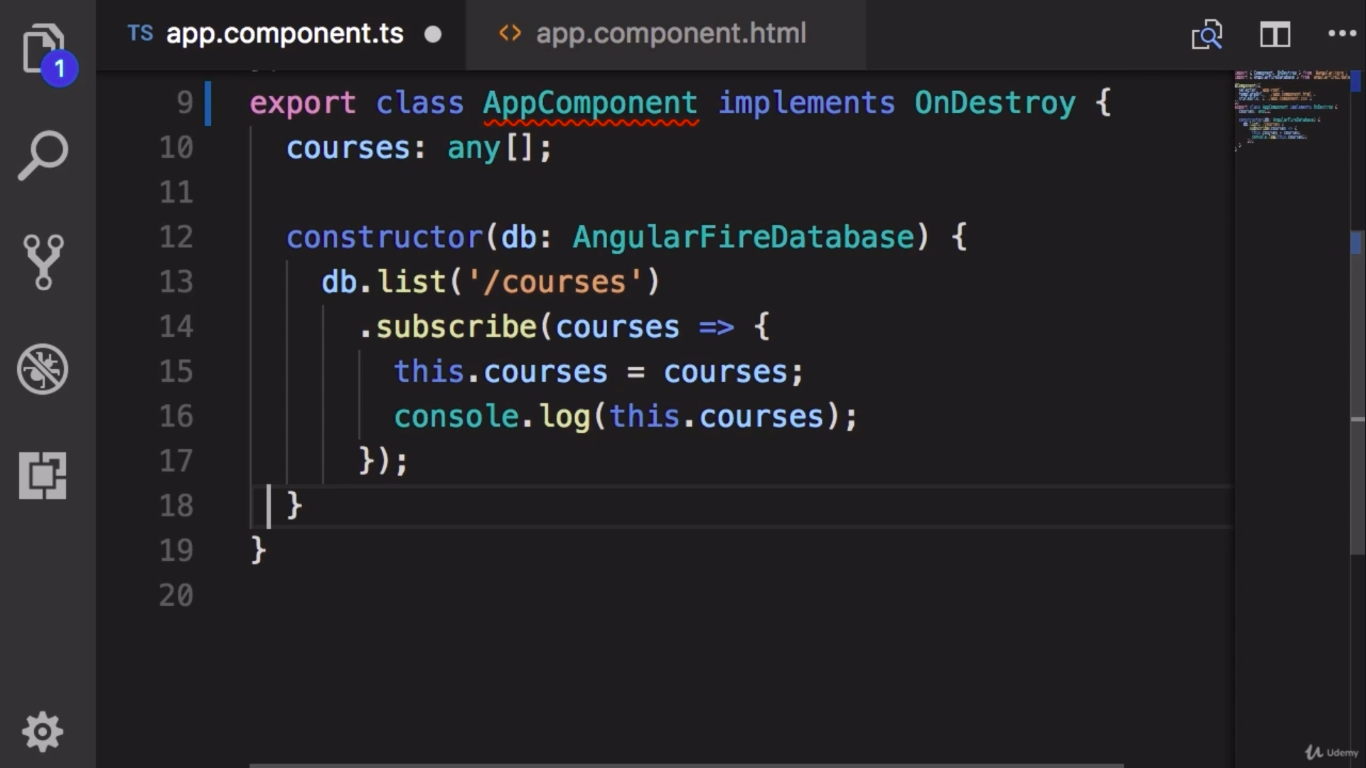 1
TS app.component.ts
<> app.component.html
9 export class AppComponent implements OnDestroy {
10 courses: any[];
11
12 constructor(db: AngularFireDatabase) {
13 db.list('/courses')
14 .subscribe(courses => {
15 this.courses = courses;
16 console.log(this.courses);
17 });
18 }
19 }
20
Udemy